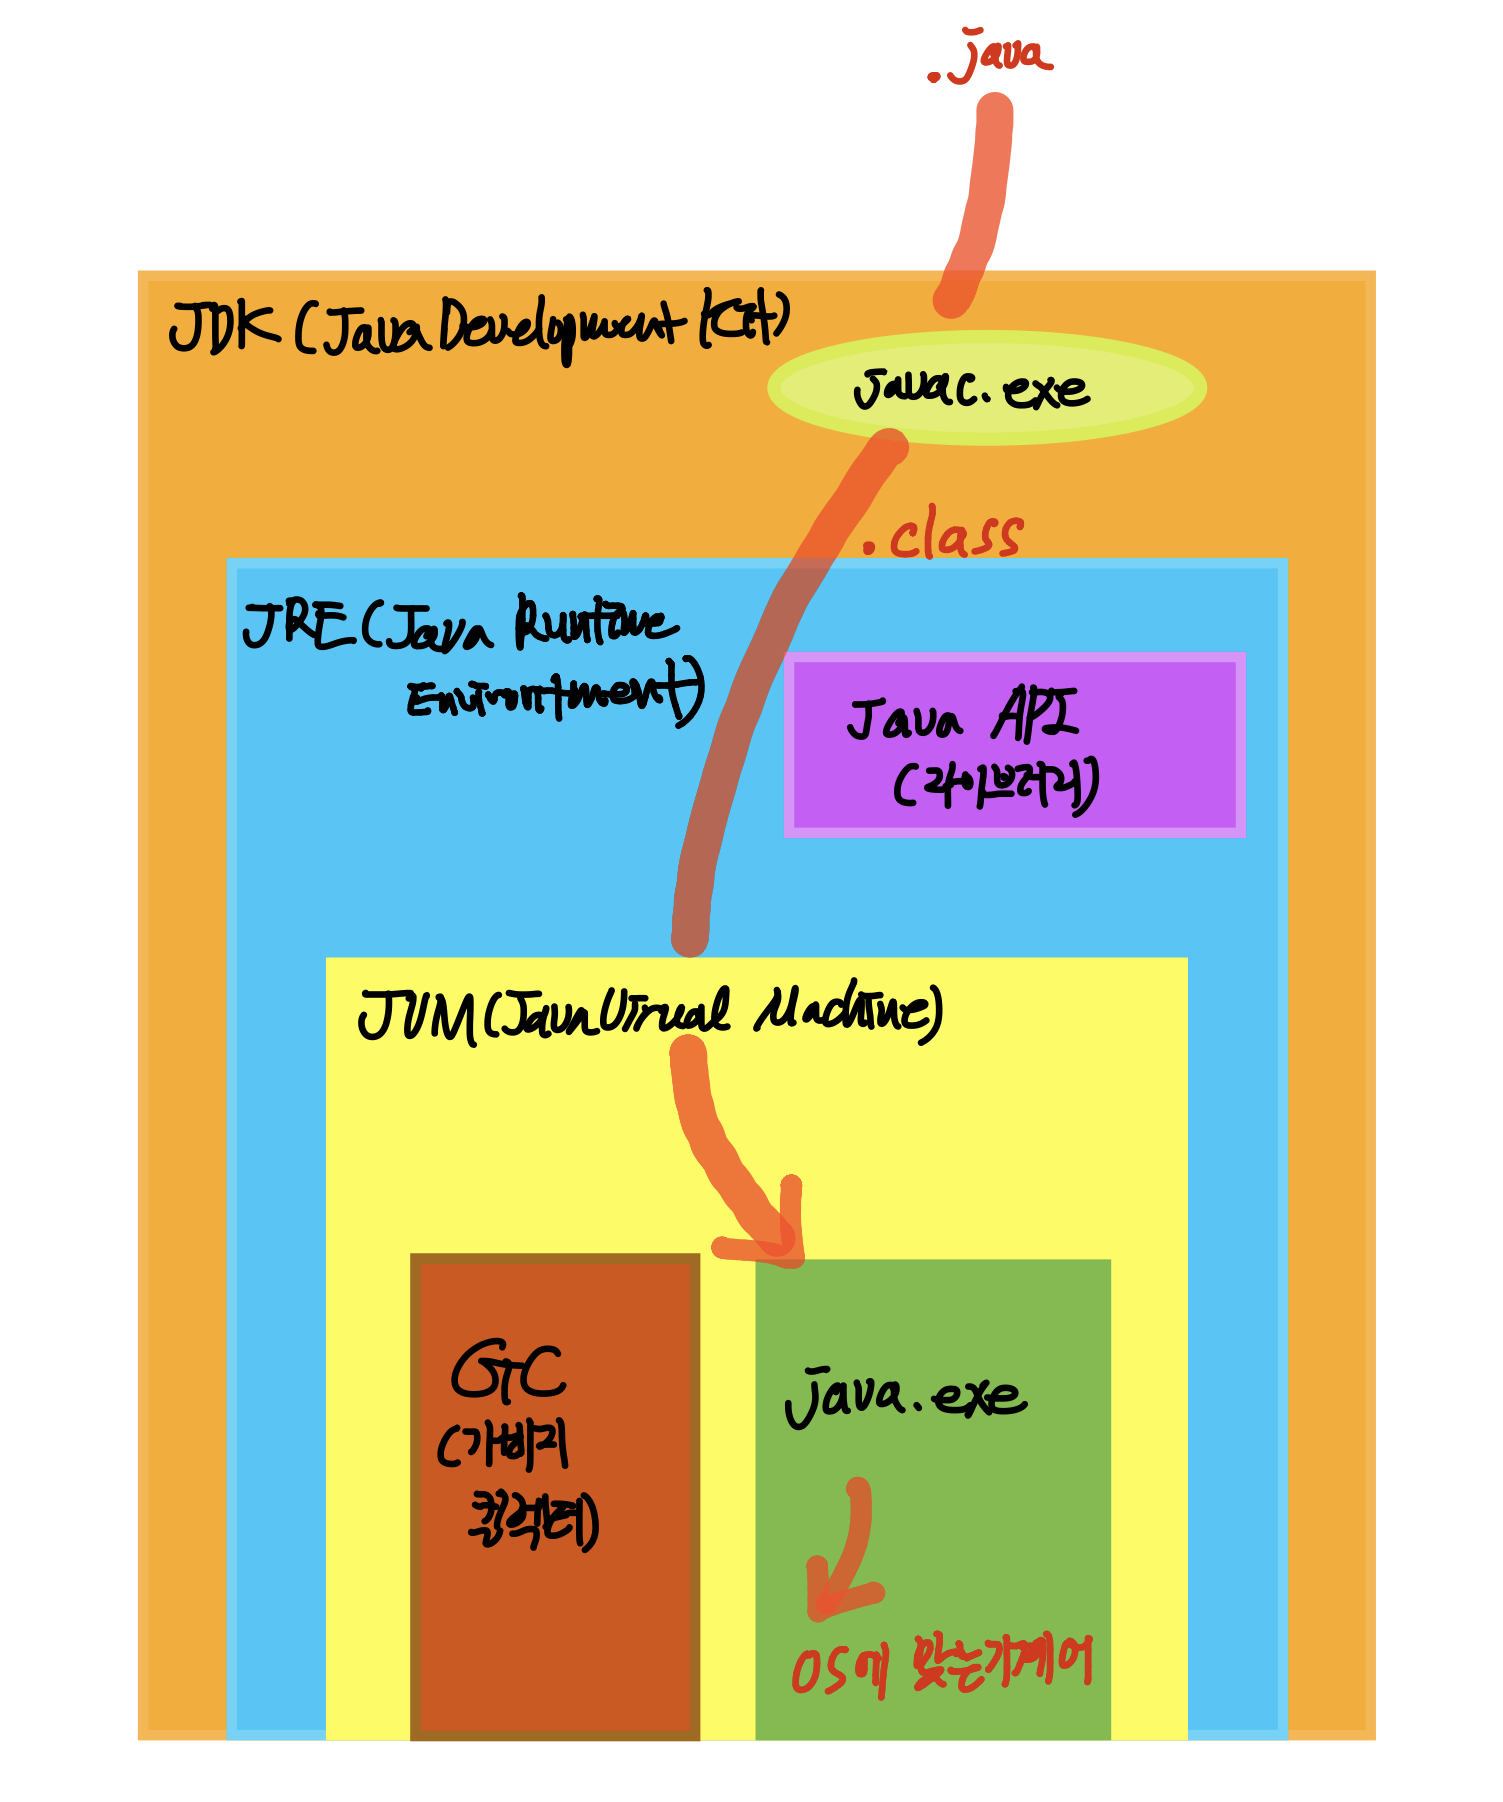 .java
JDK (Java Development Kit)
javac.exe
.class
JRE (Java Runtime
Environtment)
Java API
(라이브러리)
JVM (Java Virual Machine)
GC
(가비지
컬렉터)
java.exe
OS에 맞는기계어